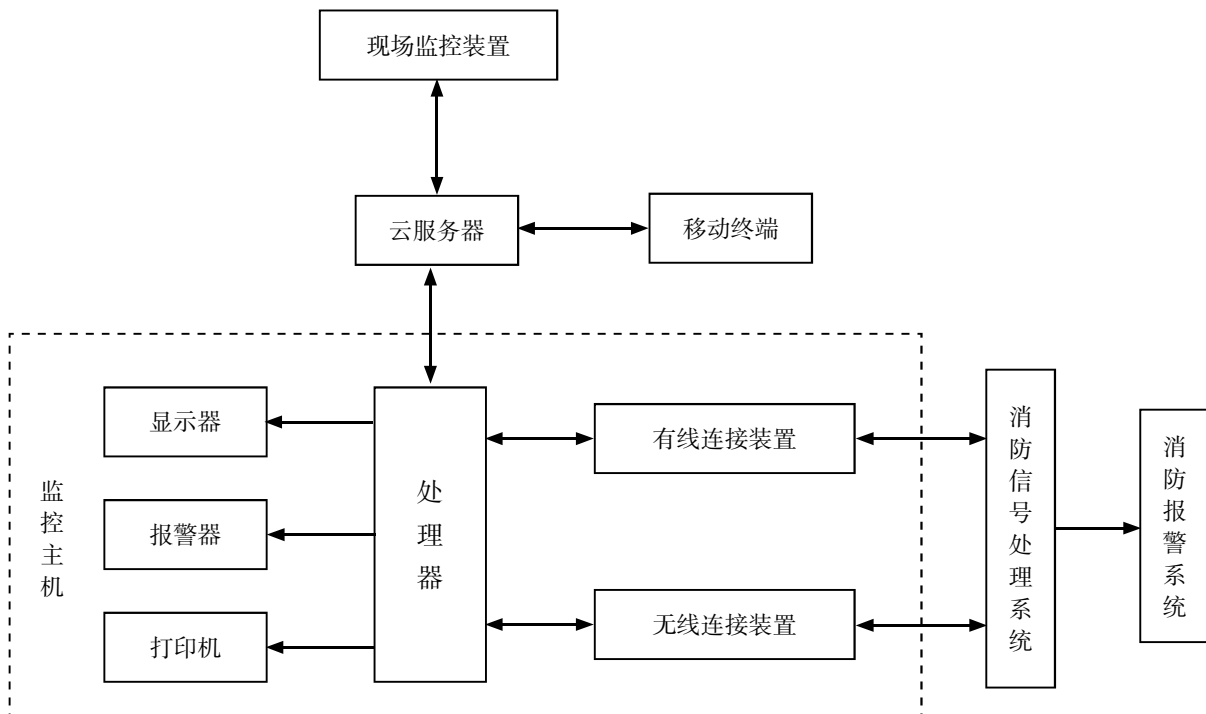 现场监控装置
云服务器
移动终端
监控主机
显示器
报警器
打印机
处理器
有线连接装置
无线连接装置
消防信号处理系统
消防报警系统